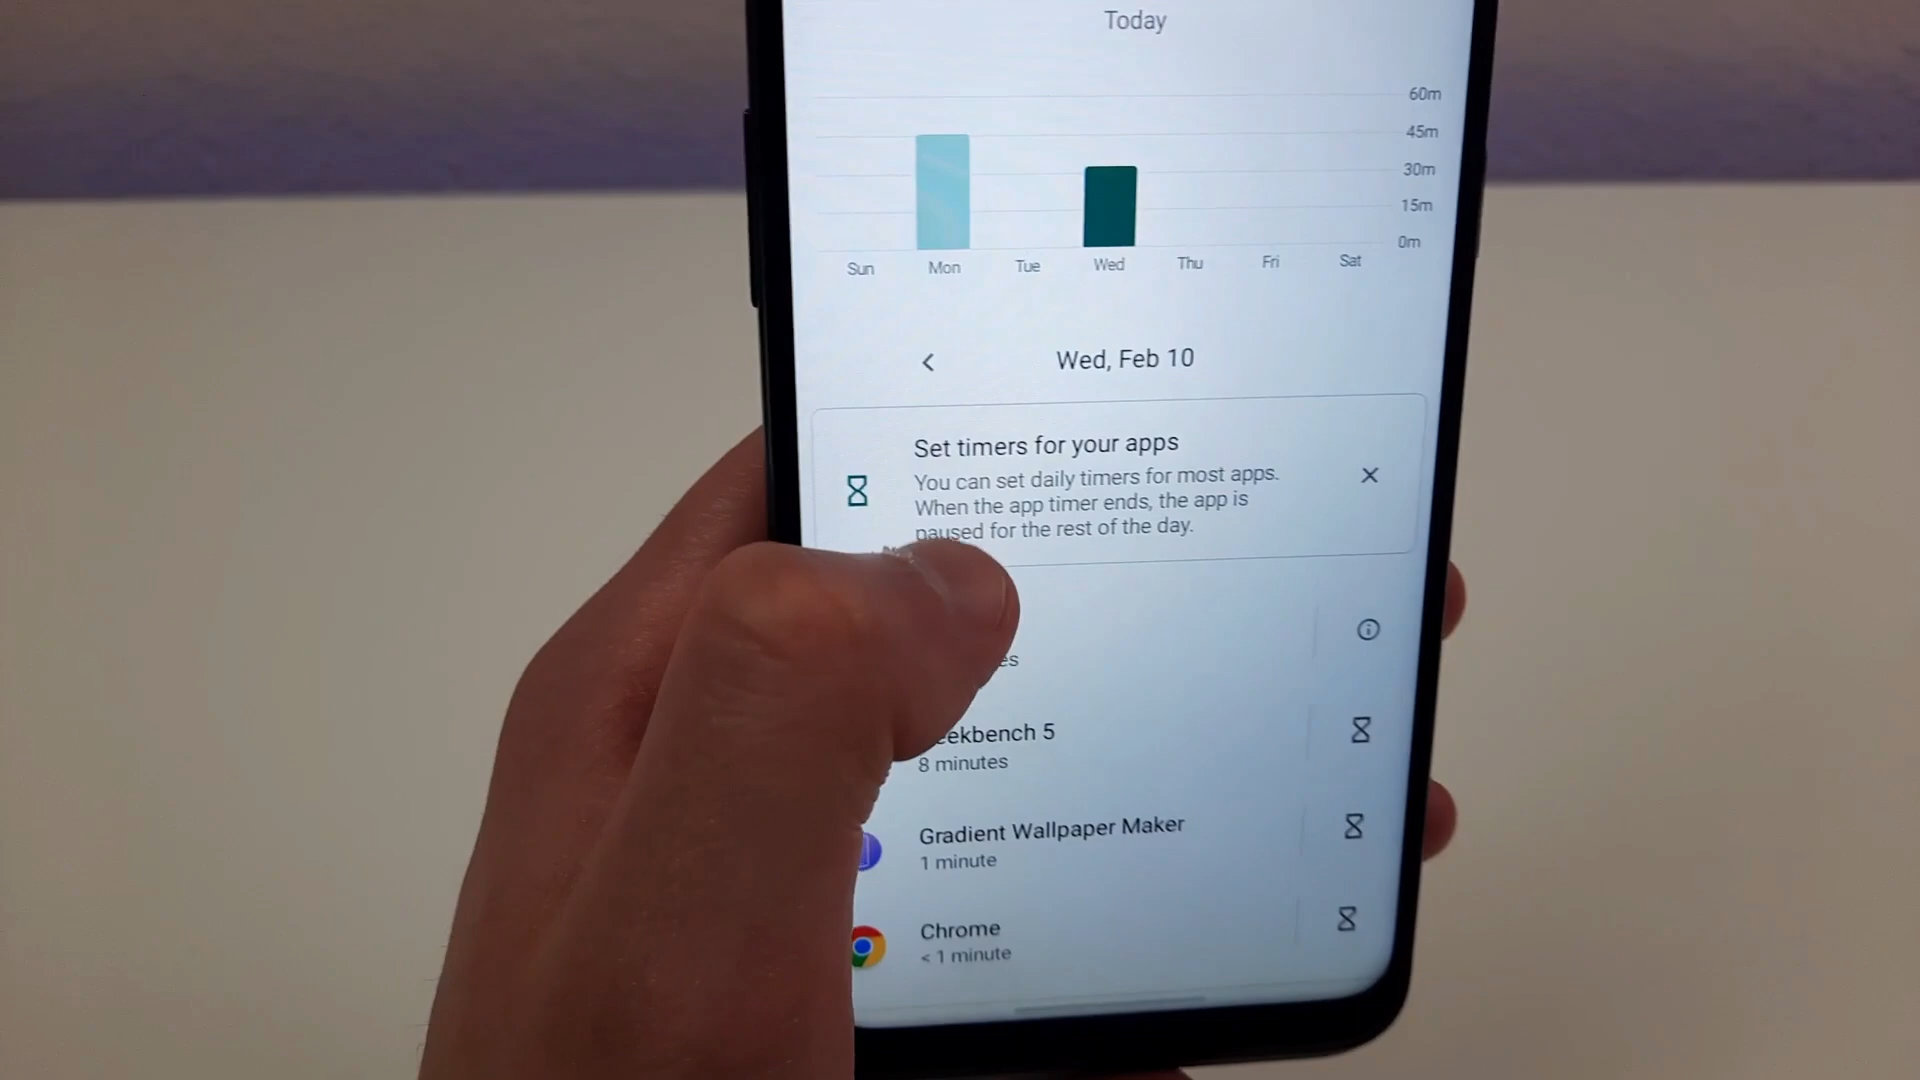 Today
60m
45m
30m
15m
0m
Sun Mon Tue Wed Thu Fri Sat
Wed, Feb 10
Set timers for your apps
You can set daily timers for most apps.
When the app timer ends, the app is
paused for the rest of the day.
ekbench 5
8 minutes
Gradient Wallpaper Maker
1 minute
Chrome
< 1 minute